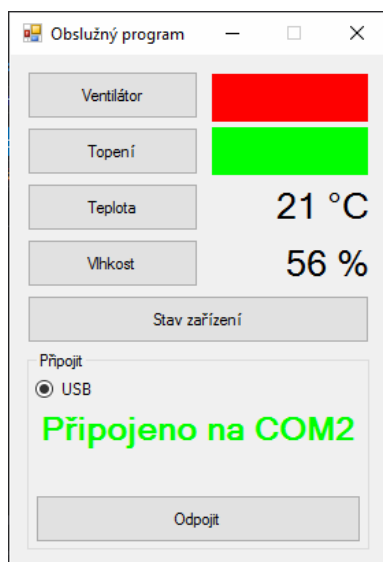 Obslužný program
Ventilátor
Topení
Teplota 21 °C
Vlhkost 56 %
Stav zařízení
Připojit
USB
Připojeno na COM2
Odpojit